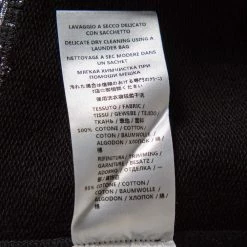 LAVAGGIO A SECCO DELICATO
CON SACCHETTO
DELICATE DRY CLEANING USING A
LAUNDER BAG
NETTOYAGE A SEC MODERE DANS
UN SACHET
МЯГКАЯ ХИМЧИСТКА ПРИ
ПОМОЩИ МЕШКА
TESSUTO / FABRIC /
TISSU / GEWEBE / TEJIDO /
ТКАНЬ /
100% COTONE / COTTON /
COTON / BAUMWOLLE /
ALGODON / ХЛОПОК / 棉 /
RIFINITURA / TRIMMING /
GARNITURE / BESATZ /
ADORNO / ОТДЕЛКА /
COTONE / COTTON /
COTON / BAUMWOLLE /
ALGODON / ХЛОПОК / 棉 /